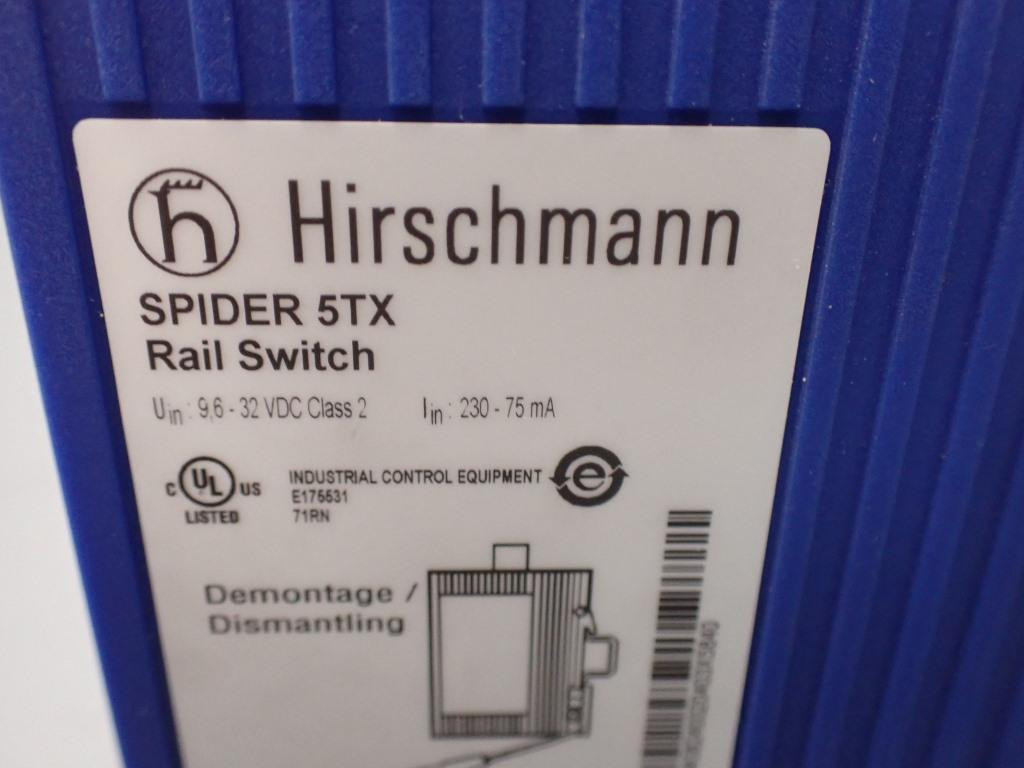 Hirschmann
SPIDER 5TX
Rail Switch
Uin : 9,6 - 32 VDC Class 2 Iin : 230 - 75 mA
C UL US
LISTED
INDUSTRIAL CONTROL EQUIPMENT
E175531
71RN
Demontage /
Dismantling